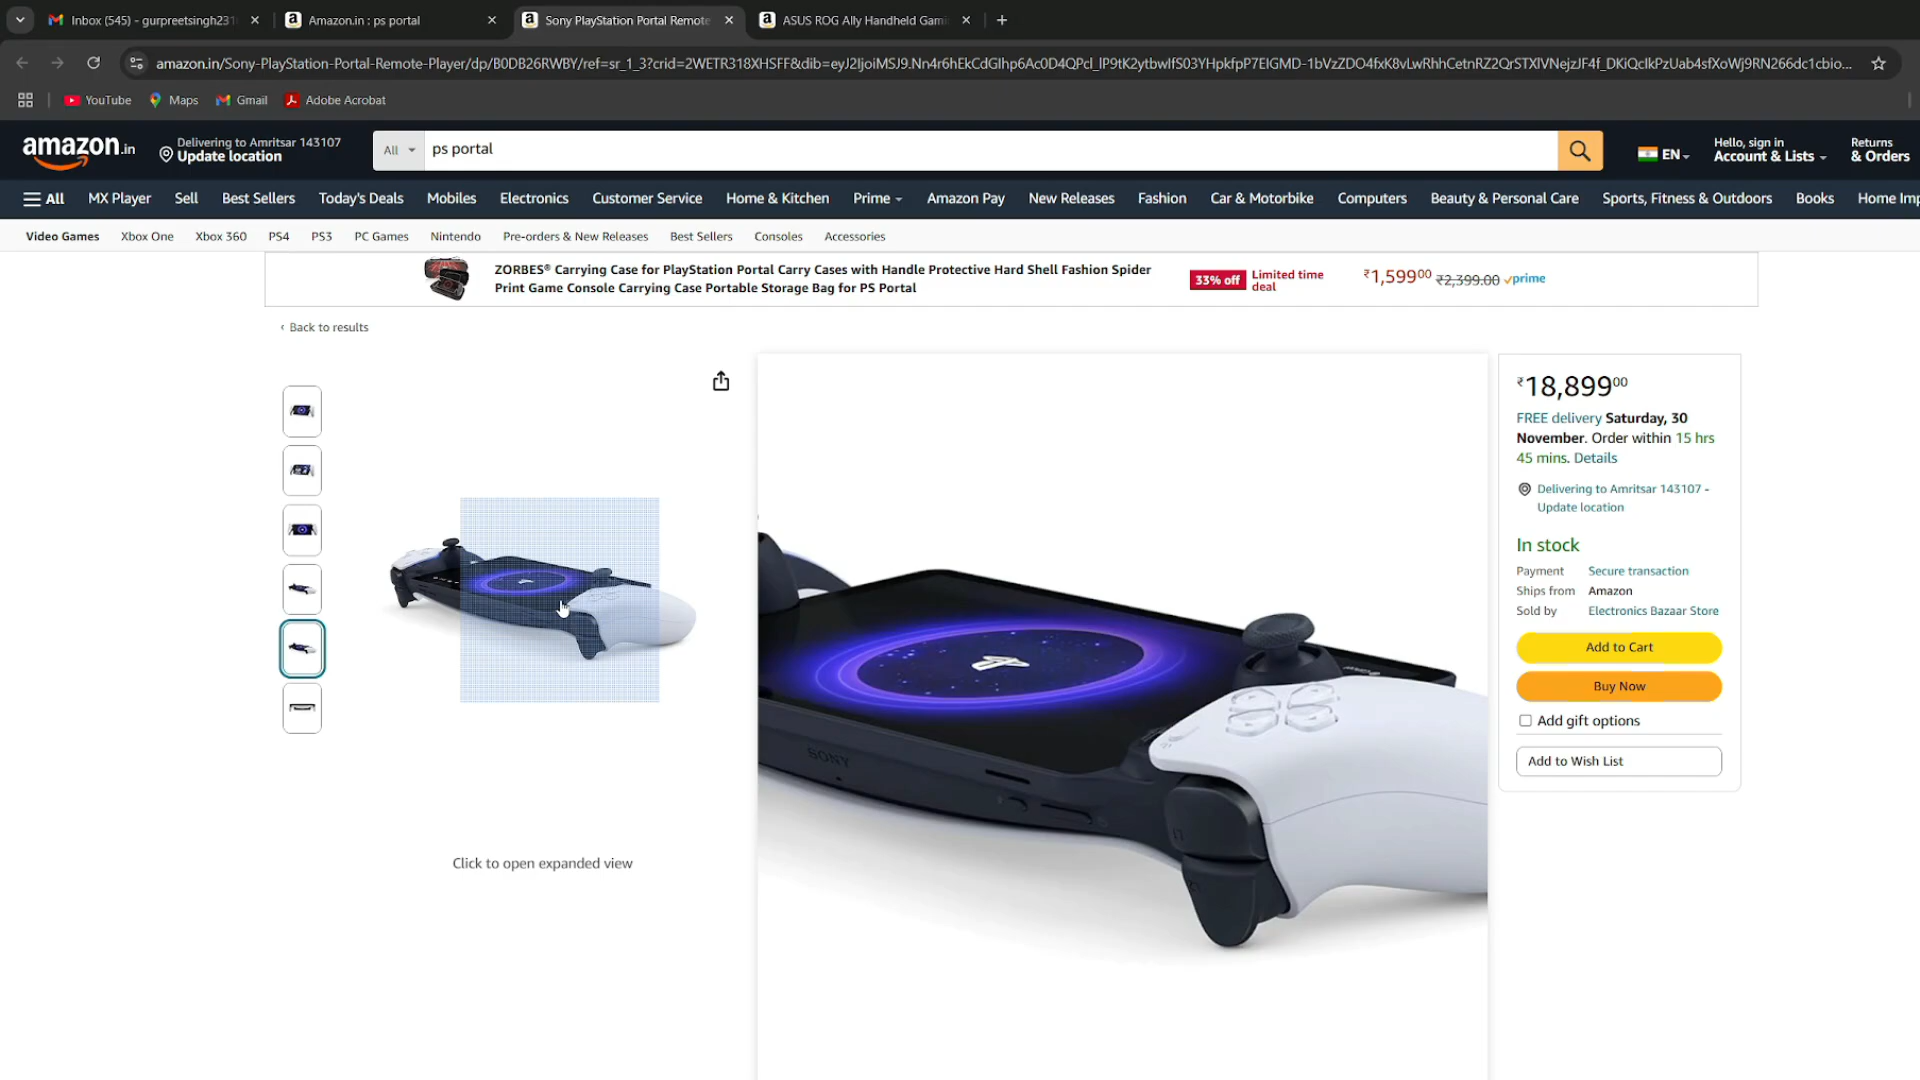 Inbox (545) - gurpreetsingh231
Amazon.in : ps portal
Sony PlayStation Portal Remote
ASUS ROG Ally Handheld Gami
amazon.in/Sony-PlayStation-Portal-Remote-Player/dp/B0DB26RWBY/ref=sr_1_3?crid=2WETR318XHSFF&dib=eyJ2IjoiMSJ9.Nn4r6hEkCdGlhp6Ac0D4QPcl_lP9tK2ytbwIfS03YHpkfpP7EIGMD-1bVzZDO4fxK8vLwRhhCetnRZ2QrSTXlVNejzJF4f_DKiQcIkPzUab4sfXoWj9RN266dc1cbio...
YouTube
Maps
Gmail
Adobe Acrobat
amazon.in
Delivering to Amritsar 143107
Update location
All
ps portal
EN
Hello, sign in
Account & Lists
Returns
& Orders
All
MX Player
Sell
Best Sellers
Today's Deals
Mobiles
Electronics
Customer Service
Home & Kitchen
Prime
Amazon Pay
New Releases
Fashion
Car & Motorbike
Computers
Beauty & Personal Care
Sports, Fitness & Outdoors
Books
Home Imp
Video Games
Xbox One
Xbox 360
PS4
PS3
PC Games
Nintendo
Pre-orders & New Releases
Best Sellers
Consoles
Accessories
ZORBES® Carrying Case for PlayStation Portal Carry Cases with Handle Protective Hard Shell Fashion Spider
Print Game Console Carrying Case Portable Storage Bag for PS Portal
33% off
Limited time
deal
₹1,599⁰⁰ ₹2,399.00 prime
‹ Back to results
SONY
Click to open expanded view
₹18,899⁰⁰
FREE delivery Saturday, 30
November. Order within 15 hrs
45 mins. Details
Delivering to Amritsar 143107 -
Update location
In stock
Payment Secure transaction
Ships from Amazon
Sold by Electronics Bazaar Store
Add to Cart
Buy Now
Add gift options
Add to Wish List